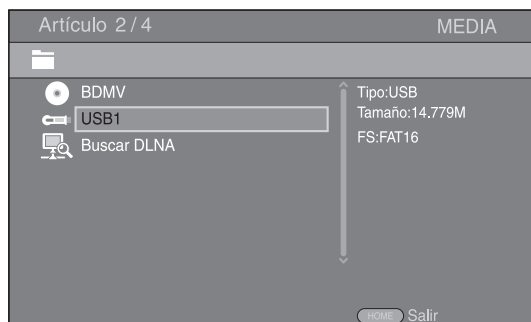 Artículo 2/4
MEDIA
BDMV
USB1
Buscar DLNA
Tipo:USB
Tamaño:14.779M
FS:FAT16
HOME Salir